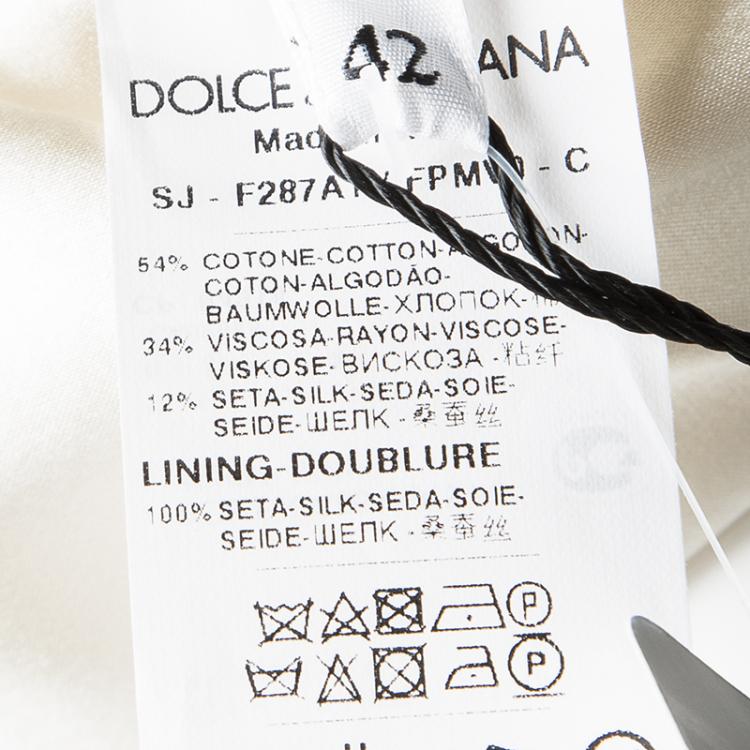 42
DOLCE ANA
Mad
SJ - F287A FPM - C
54% COTONE-COTTON-ALGODON-
COTON-ALGODÃO-
BAUMWOLLE-ХЛОПОК-
34% VISCOSA-RAYON-VISCOSE-
VISKOSE-ВИСКОЗА -粘纤
12% SETA-SILK-SEDA-SOIE-
SEIDE-ШЕЛК -桑蚕丝
LINING-DOUBLURE
100% SETA-SILK-SEDA-SOIE-
SEIDE-ШЕЛК -桑蚕丝
P
P